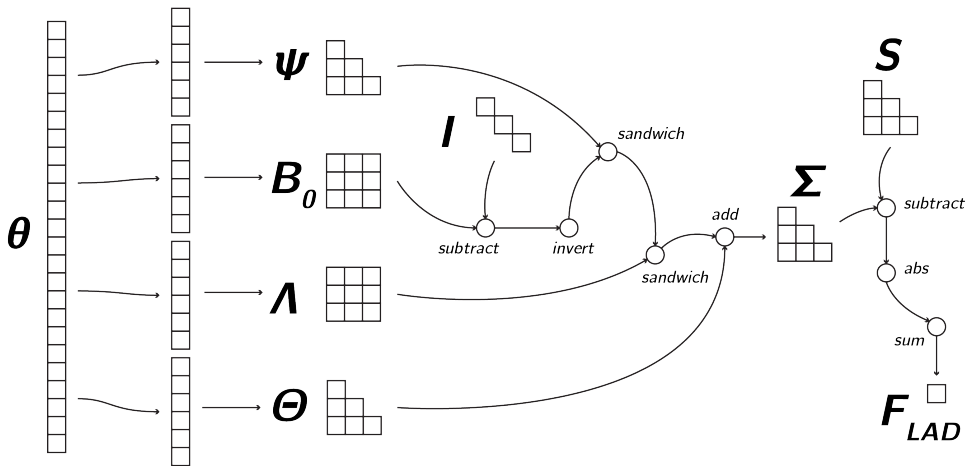 θ
Ψ
B0
Λ
Θ
I
subtract
invert
sandwich
sandwich
add
Σ
S
subtract
abs
sum
FLAD